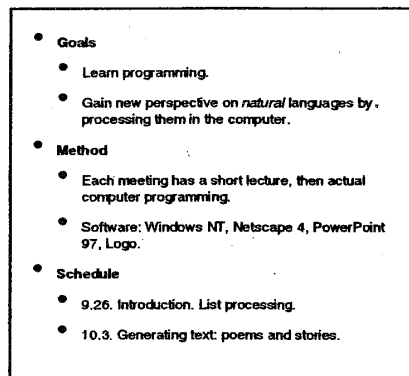 • Goals
• Learn programming.
• Gain new perspective on natural languages by
processing them in the computer.
• Method
• Each meeting has a short lecture, then actual
computer programming.
• Software: Windows NT, Netscape 4, PowerPoint
97, Logo.
• Schedule
• 9.26. Introduction. List processing.
• 10.3. Generating text: poems and stories.